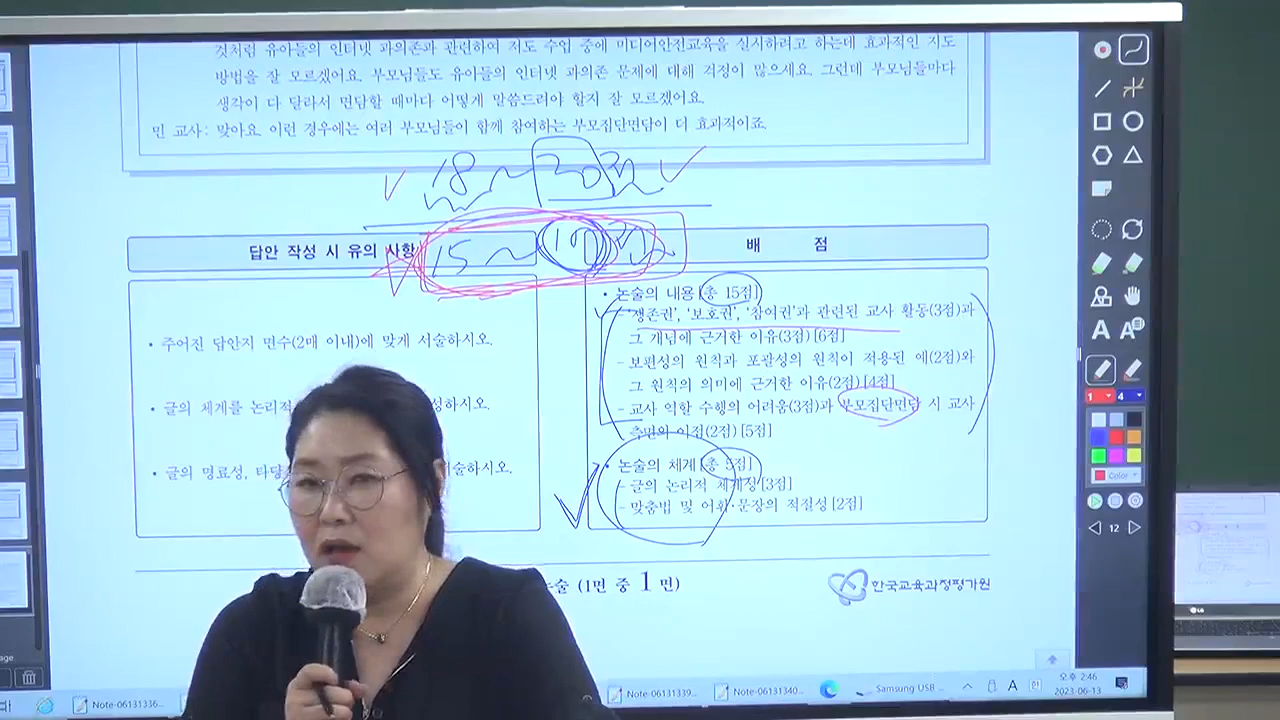 것처럼 유아들의 인터넷 과의존과 관련하여 저도 수업 중에 미디어안전교육을 실시하려고 하는데 효과적인 지도
방법을 잘 모르겠어요. 부모님들도 유아들의 인터넷 과의존 문제에 대해 걱정이 많으세요. 그런데 부모님들마다
생각이 다 달라서 면담할 때마다 어떻게 말씀드려야 할지 잘 모르겠어요.
민 교사 : 맞아요. 이런 경우에는 여러 부모님들이 함께 참여하는 부모집단면담이 더 효과적이죠.
18 ~ 20점
답안 작성 시 유의 사항
15 ~
배 점
• 주어진 답안지 면수(2매 이내)에 맞게 서술하시오.
• 글의 체계를 논리적 하시오.
• 글의 명료성, 타당 술하시오.
• 논술의 내용 [총 15점]
- '생존권', '보호권', '참여권'과 관련된 교사 활동(3점)과
그 개념에 근거한 이유(3점) [6점]
- 보편성의 원칙과 포괄성의 원칙이 적용된 예(2점)와
그 원칙의 의미에 근거한 이유(2점) [4점]
- 교사 역할 수행의 어려움(3점)과 부모집단면담 시 교사
측면의 이점(2점) [5점]
• 논술의 체계 [총 5점]
- 글의 논리적 체계성 [3점]
- 맞춤법 및 어휘·문장의 적절성 [2점]
논술 (1면 중 1 면)
한국교육과정평가원
A A
1 4
Color
12
LG
age
Note-06131336...
Note-06131339...
Note-06131340...
Samsung USB ...
A 한
오후 2:46
2023-06-13